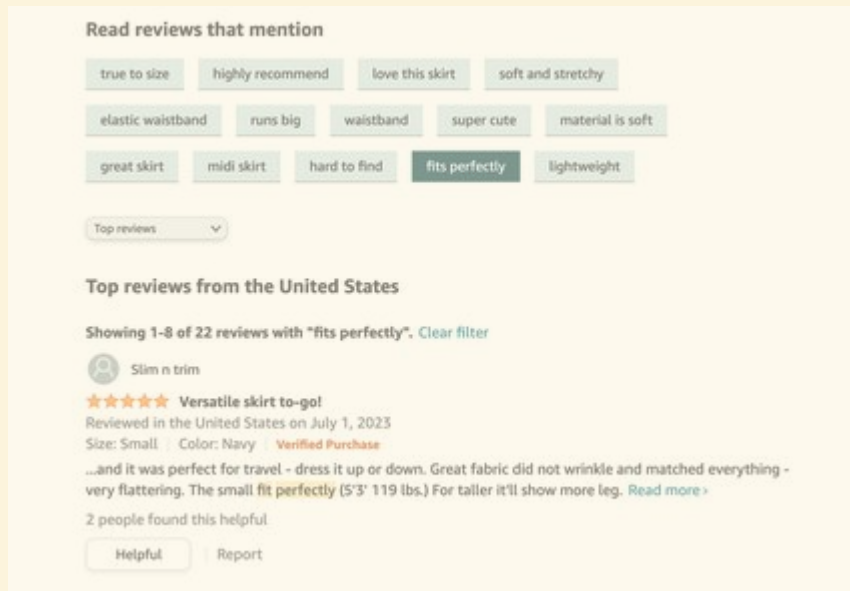 Read reviews that mention
true to size highly recommend love this skirt soft and stretchy
elastic waistband runs big waistband super cute material is soft
great skirt midi skirt hard to find fits perfectly lightweight
Top reviews
Top reviews from the United States
Showing 1-8 of 22 reviews with "fits perfectly". Clear filter
Slim n trim
Versatile skirt to-go!
Reviewed in the United States on July 1, 2023
Size: Small Color: Navy Verified Purchase
...and it was perfect for travel - dress it up or down. Great fabric did not wrinkle and matched everything -
very flattering. The small fit perfectly (5'3' 119 lbs.) For taller it'll show more leg. Read more ›
2 people found this helpful
Helpful Report